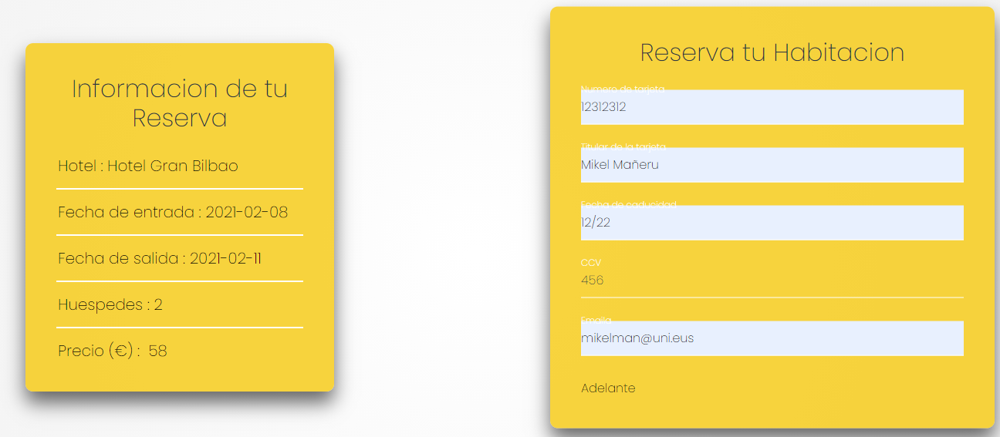 Informacion de tu
Reserva
Hotel : Hotel Gran Bilbao
Fecha de entrada : 2021-02-08
Fecha de salida : 2021-02-11
Huespedes : 2
Precio (€) : 58
Reserva tu Habitacion
Numero de tarjeta
12312312
Titular de la tarjeta
Mikel Mañeru
Fecha de caducidad
12/22
CCV
456
Emaila
mikelman@uni.eus
Adelante